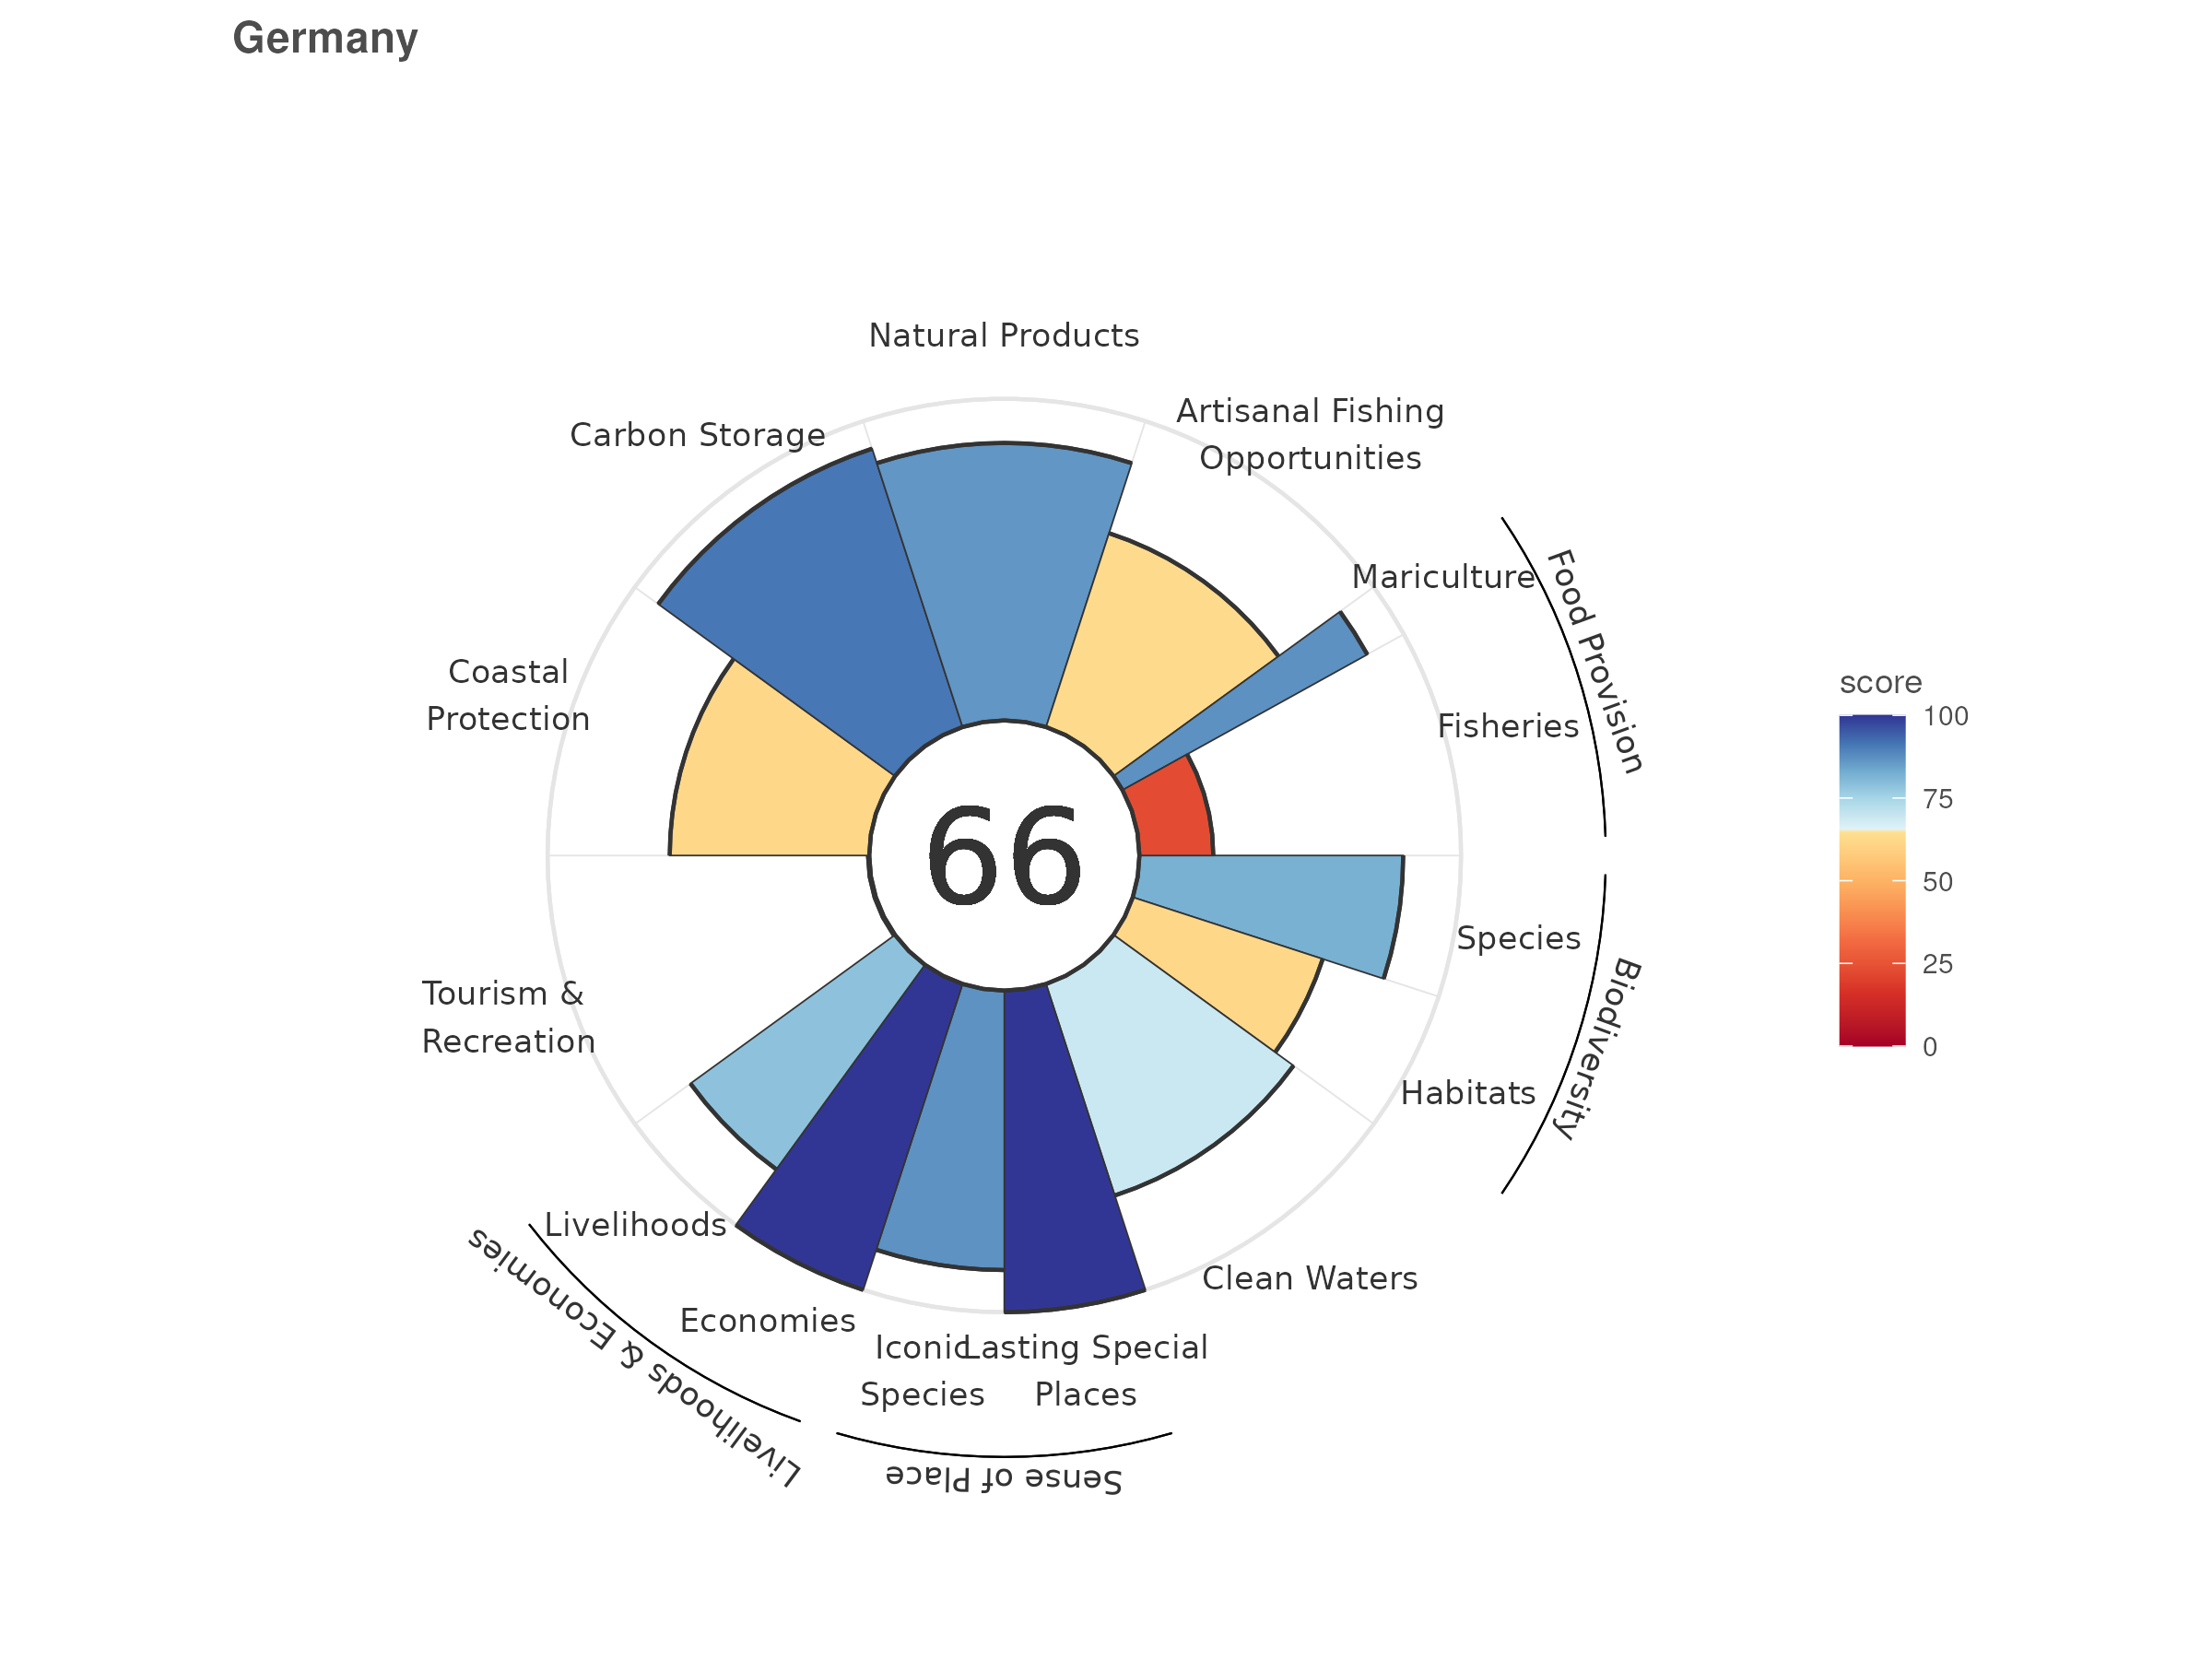 Germany
Natural Products
Artisanal Fishing
Opportunities
Carbon Storage
Mariculture
Food Provision
Coastal
Protection
Fisheries
66
score
100
75
50
25
0
Species
Biodiversity
Habitats
Tourism &
Recreation
Livelihoods
Livelihoods & Economies
Economies
Clean Waters
Iconic
Species
Lasting Special
Places
Sense of Place